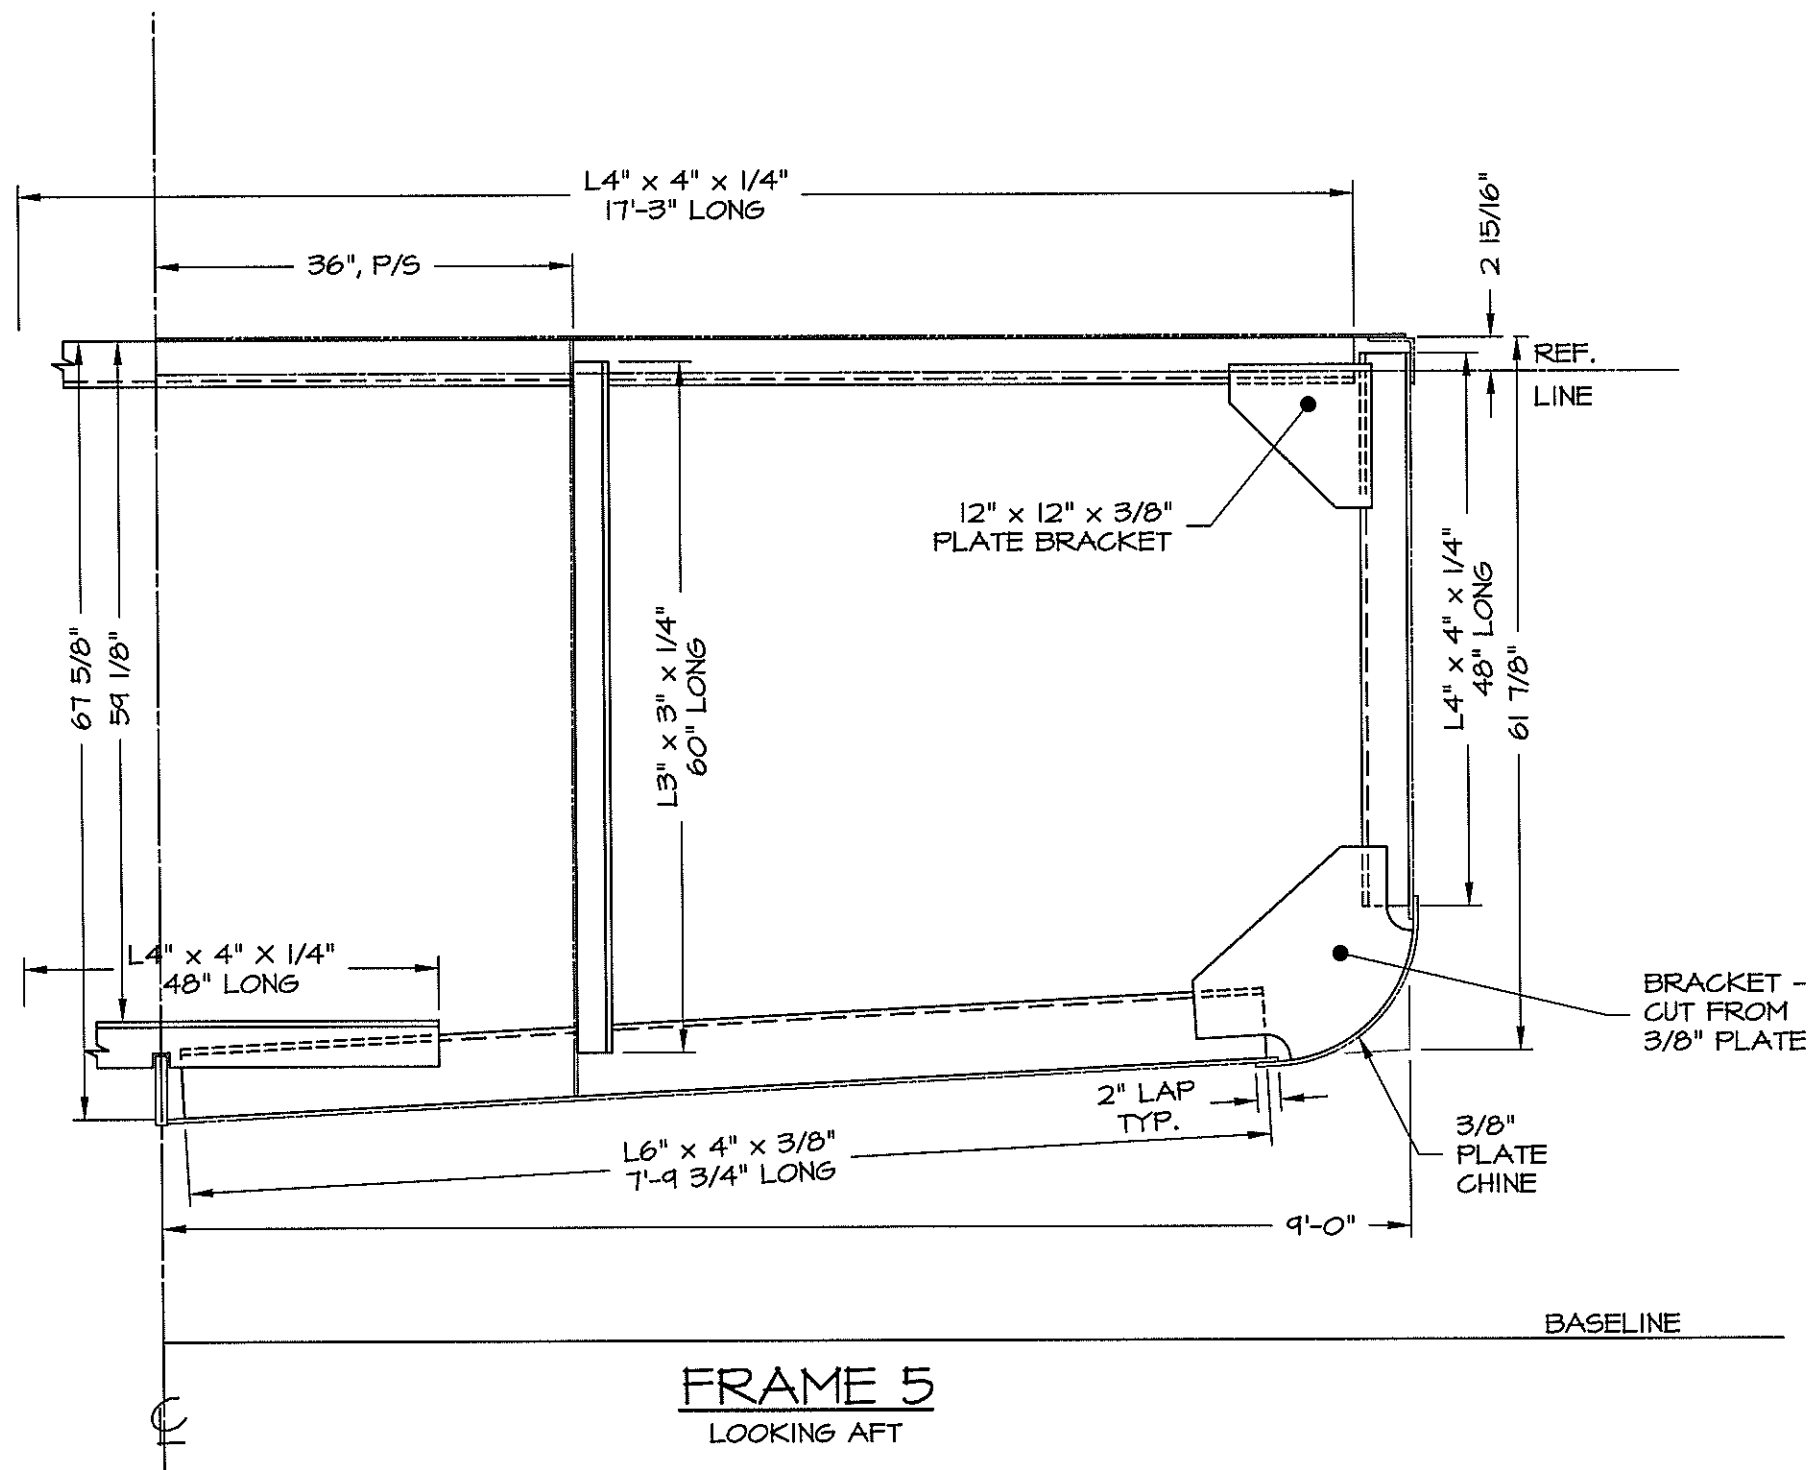 L4" x 4" x 1/4"
17'-3" LONG
36", P/S
2 15/16"
REF.
LINE
12" x 12" x 3/8"
PLATE BRACKET
L4" x 4" x 1/4"
48" LONG
61 7/8"
67 5/8"
59 1/8"
L3" x 3" x 1/4"
60" LONG
L4" x 4" X 1/4"
48" LONG
BRACKET -
CUT FROM
3/8" PLATE
2" LAP
TYP.
L6" x 4" x 3/8"
7'-9 3/4" LONG
3/8"
PLATE
CHINE
9'-0"
BASELINE
FRAME 5
LOOKING AFT